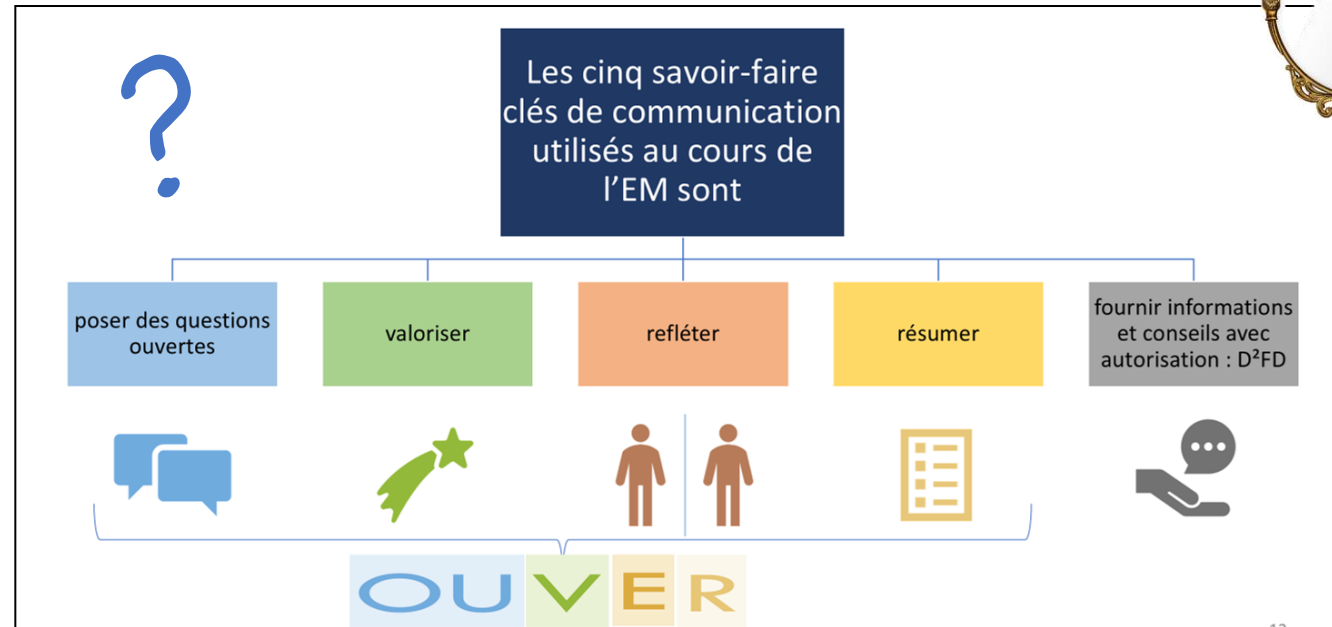 ?
Les cinq savoir-faire
clés de communication
utilisés au cours de
l'EM sont
poser des questions
ouvertes
valoriser
refléter
résumer
fournir informations
et conseils avec
autorisation : D²FD
OUVER